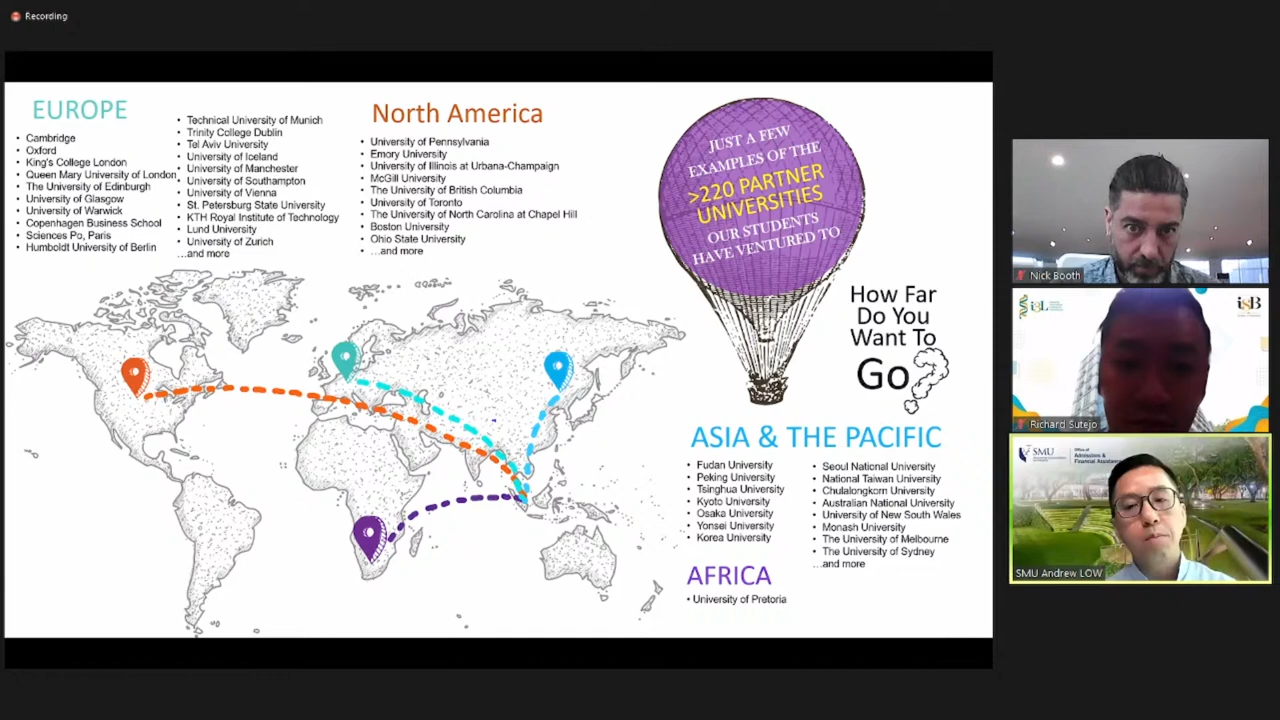 Recording
EUROPE
• Cambridge
• Oxford
• King's College London
• Queen Mary University of London
• The University of Edinburgh
• University of Glasgow
• University of Warwick
• Copenhagen Business School
• Sciences Po, Paris
• Humboldt University of Berlin
• Technical University of Munich
• Trinity College Dublin
• Tel Aviv University
• University of Iceland
• University of Manchester
• University of Southampton
• University of Vienna
• St. Petersburg State University
• KTH Royal Institute of Technology
• Lund University
• University of Zurich
…and more
North America
• University of Pennsylvania
• Emory University
• University of Illinois at Urbana-Champaign
• McGill University
• The University of British Columbia
• University of Toronto
• The University of North Carolina at Chapel Hill
• Boston University
• Ohio State University
• …and more
JUST A FEW
EXAMPLES OF THE
>220 PARTNER
UNIVERSITIES
OUR STUDENTS
HAVE VENTURED TO
How Far
Do You
Want To
Go?
ASIA & THE PACIFIC
• Fudan University
• Peking University
• Tsinghua University
• Kyoto University
• Osaka University
• Yonsei University
• Korea University
• Seoul National University
• National Taiwan University
• Chulalongkorn University
• Australian National University
• University of New South Wales
• Monash University
• The University of Melbourne
• The University of Sydney
…and more
AFRICA
• University of Pretoria
Nick Booth
isL
isB
Richard Sutejo
SMU
Office of
Admissions &
Financial Assistance
SMU Andrew LOW